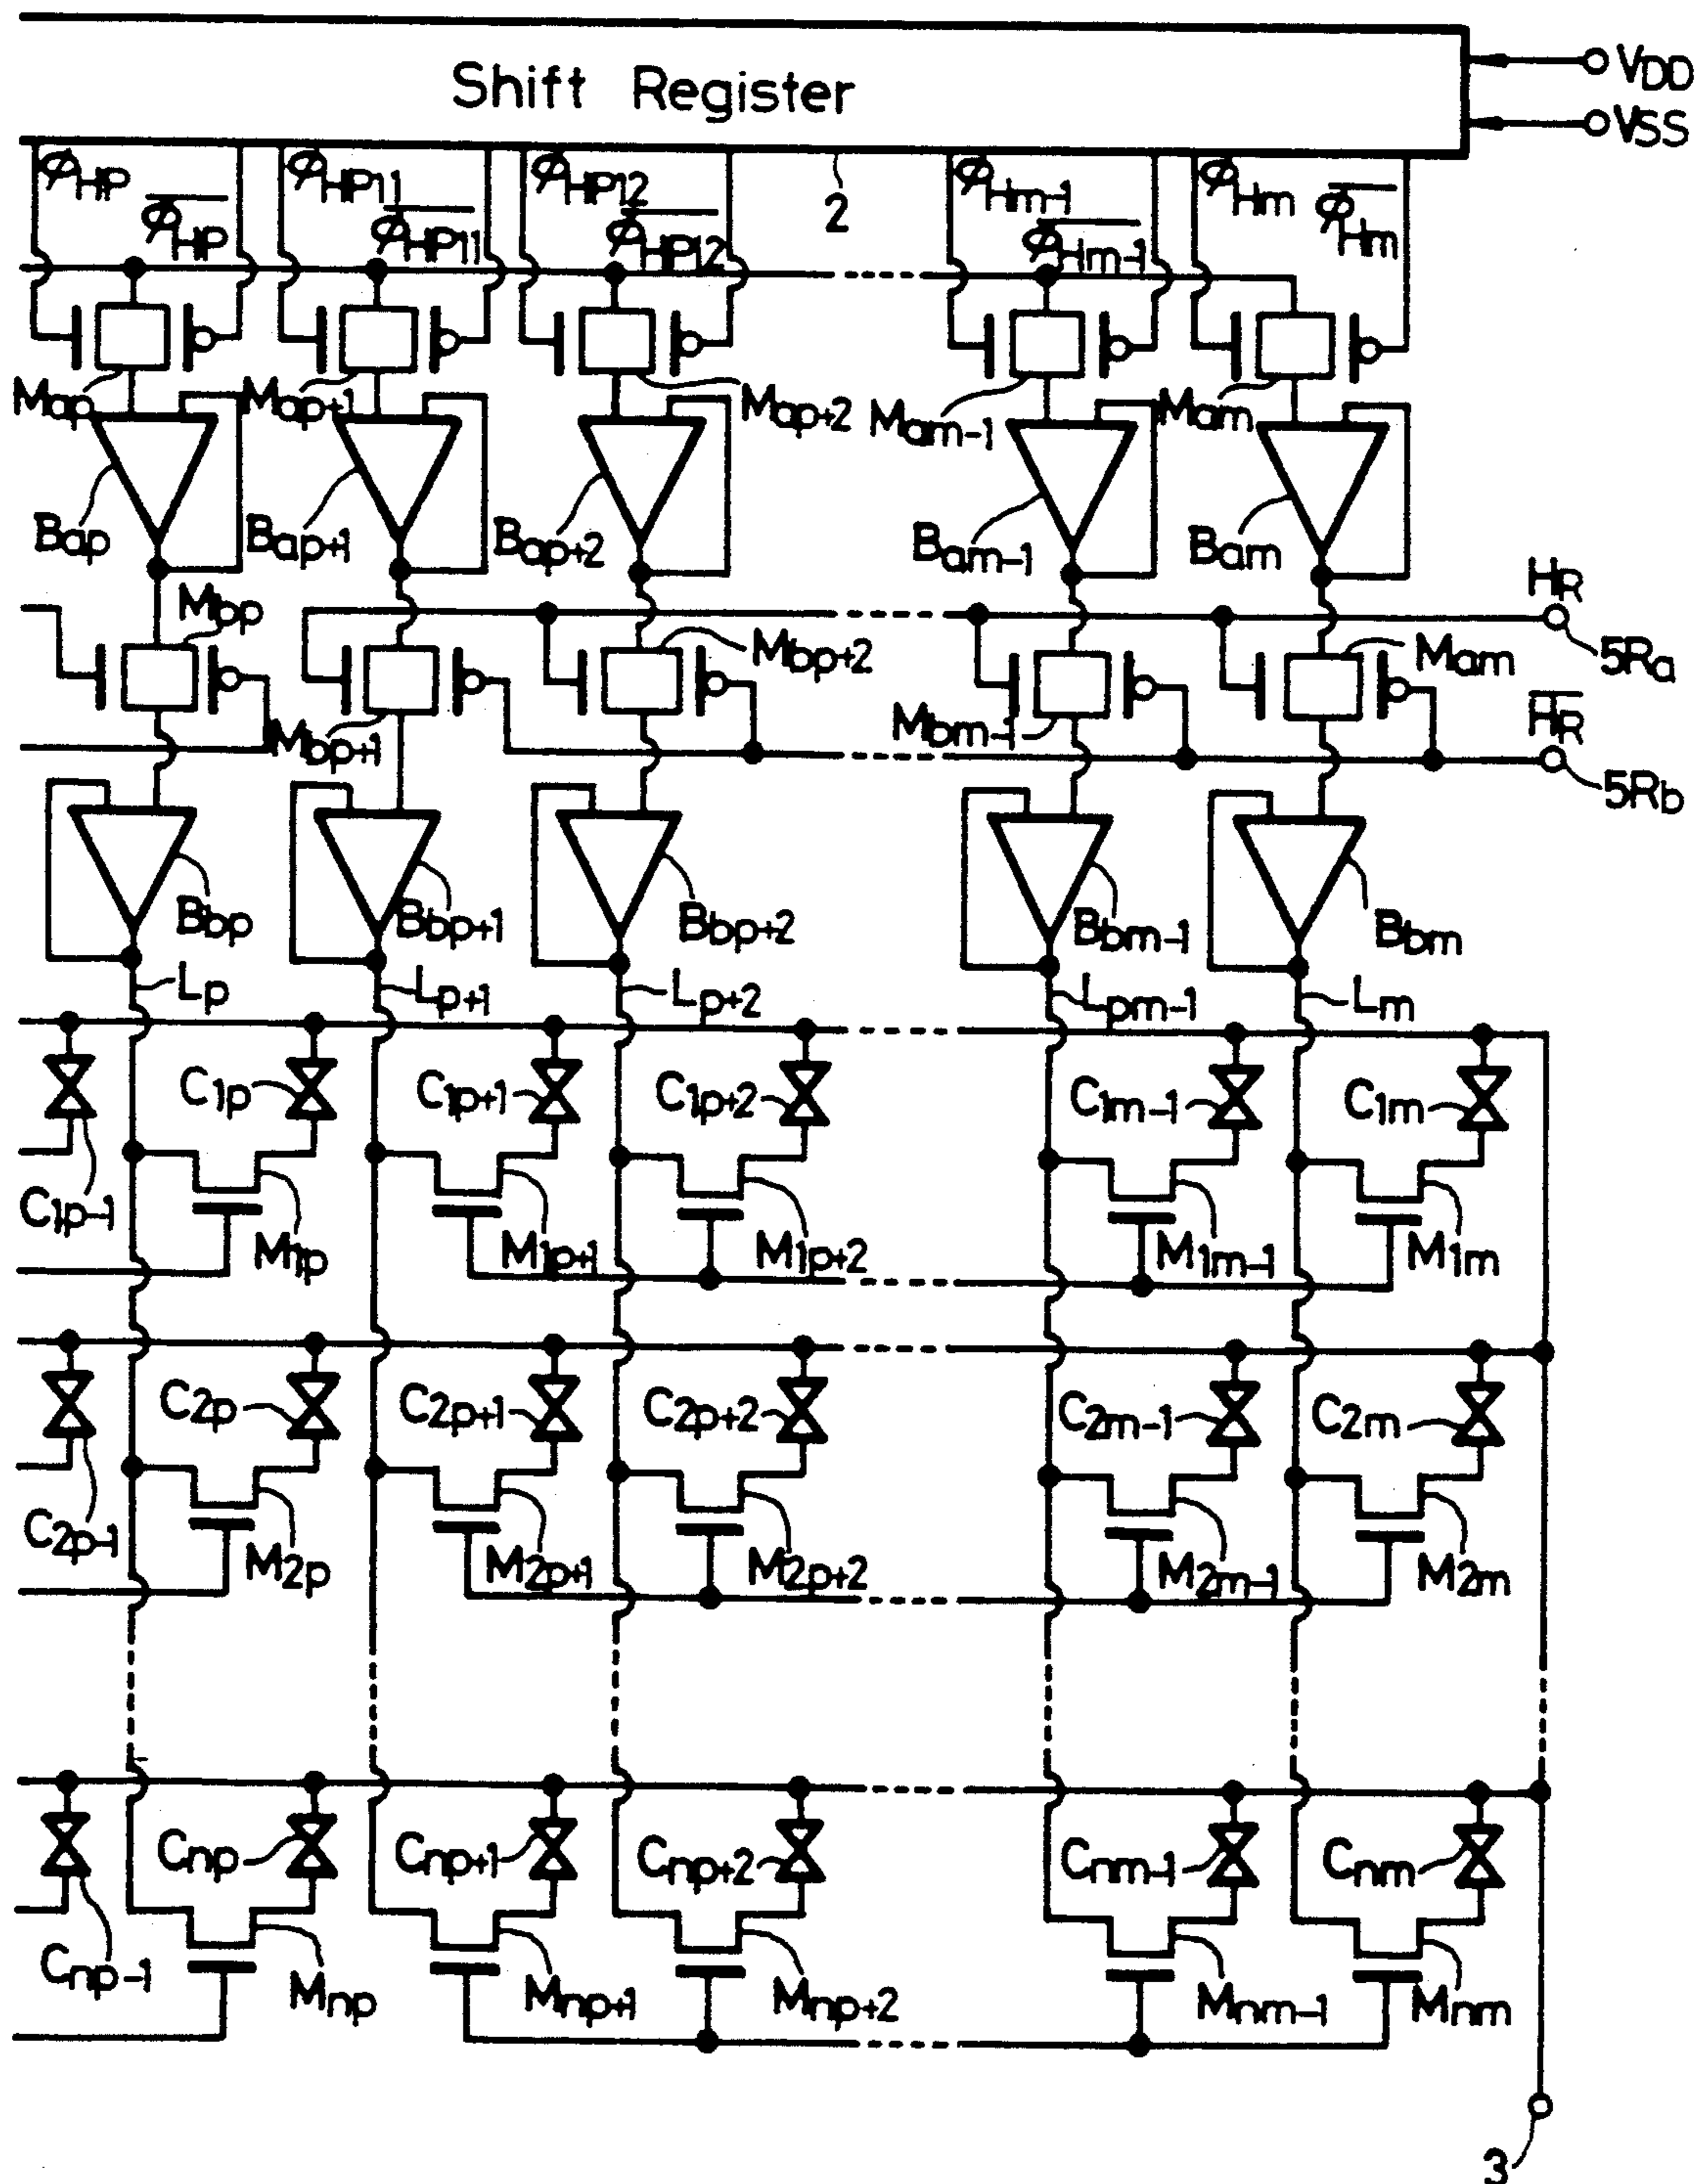 Shift Register
VDD
VSS
φHP φHP11 φHP12 φHm-1 φHm
φHP φHP11 φHP12 2 φHm-1 φHm
Map Map+1 Map+2 Mam-1 Mam
Bap Bap+1 Bap+2 Bam-1 Bam
HR
Mbp Mbp+2 Mam 5Ra
Mbp+1 Mbm-1 HR
5Rb
Bbp Bbp+1 Bbp+2 Bbm-1 Bbm
Lp Lp+1 Lp+2 Lpm-1 Lm
C1p C1p+1 C1p+2 C1m-1 C1m
C1p-1 M1p M1p+1 M1p+2 M1m-1 M1m
C2p C2p+1 C2p+2 C2m-1 C2m
C2p-1 M2p M2p+1 M2p+2 M2m-1 M2m
Cnp Cnp+1 Cnp+2 Cnm-1 Cnm
Cnp-1 Mnp Mnp+1 Mnp+2 Mnm-1 Mnm
3